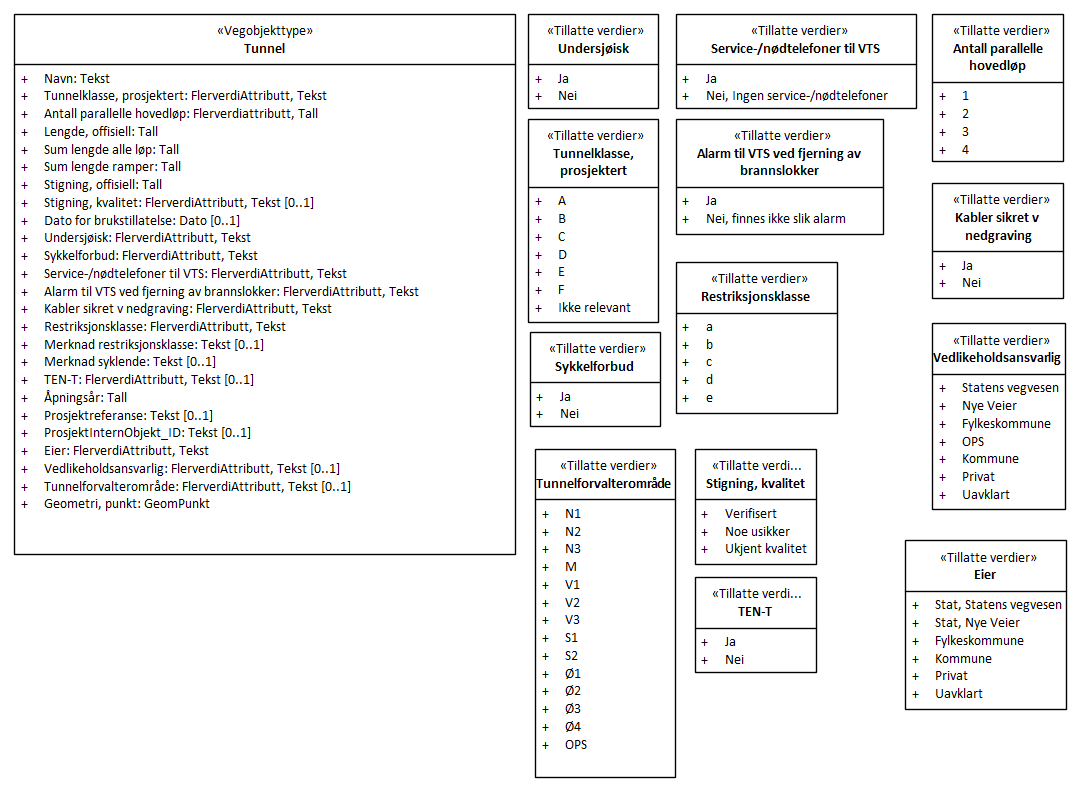 «Vegobjekttype»
Tunnel
+ Navn: Tekst
+ Tunnelklasse, prosjektert: FlerverdiAttributt, Tekst
+ Antall parallelle hovedløp: Flerverdiattributt, Tall
+ Lengde, offisiell: Tall
+ Sum lengde alle løp: Tall
+ Sum lengde ramper: Tall
+ Stigning, offisiell: Tall
+ Stigning, kvalitet: FlerverdiAttributt, Tekst [0..1]
+ Dato for brukstillatelse: Dato [0..1]
+ Undersjøisk: FlerverdiAttributt, Tekst
+ Sykkelforbud: FlerverdiAttributt, Tekst
+ Service-/nødtelefoner til VTS: FlerverdiAttributt, Tekst
+ Alarm til VTS ved fjerning av brannslokker: FlerverdiAttributt, Tekst
+ Kabler sikret v nedgraving: FlerverdiAttributt, Tekst
+ Restriksjonsklasse: FlerverdiAttributt, Tekst
+ Merknad restriksjonsklasse: Tekst [0..1]
+ Merknad syklende: Tekst [0..1]
+ TEN-T: FlerverdiAttributt, Tekst [0..1]
+ Åpningsår: Tall
+ Prosjektreferanse: Tekst [0..1]
+ ProsjektInternObjekt_ID: Tekst [0..1]
+ Eier: FlerverdiAttributt, Tekst
+ Vedlikeholdsansvarlig: FlerverdiAttributt, Tekst [0..1]
+ Tunnelforvalterområde: FlerverdiAttributt, Tekst [0..1]
+ Geometri, punkt: GeomPunkt
«Tillatte verdier»
Undersjøisk
+ Ja
+ Nei
«Tillatte verdier»
Tunnelklasse,
prosjektert
+ A
+ B
+ C
+ D
+ E
+ F
+ Ikke relevant
«Tillatte verdier»
Sykkelforbud
+ Ja
+ Nei
«Tillatte verdier»
Tunnelforvalterområde
+ N1
+ N2
+ N3
+ M
+ V1
+ V2
+ V3
+ S1
+ S2
+ Ø1
+ Ø2
+ Ø3
+ Ø4
+ OPS
«Tillatte verdier»
Service-/nødtelefoner til VTS
+ Ja
+ Nei, Ingen service-/nødtelefoner
«Tillatte verdier»
Alarm til VTS ved fjerning av
brannslokker
+ Ja
+ Nei, finnes ikke slik alarm
«Tillatte verdier»
Restriksjonsklasse
+ a
+ b
+ c
+ d
+ e
«Tillatte verdi...
Stigning, kvalitet
+ Verifisert
+ Noe usikker
+ Ukjent kvalitet
«Tillatte verdi...
TEN-T
+ Ja
+ Nei
«Tillatte verdier»
Antall parallelle
hovedløp
+ 1
+ 2
+ 3
+ 4
«Tillatte verdier»
Kabler sikret v
nedgraving
+ Ja
+ Nei
«Tillatte verdier»
Vedlikeholdsansvarlig
+ Statens vegvesen
+ Nye Veier
+ Fylkeskommune
+ OPS
+ Kommune
+ Privat
+ Uavklart
«Tillatte verdier»
Eier
+ Stat, Statens vegvesen
+ Stat, Nye Veier
+ Fylkeskommune
+ Kommune
+ Privat
+ Uavklart